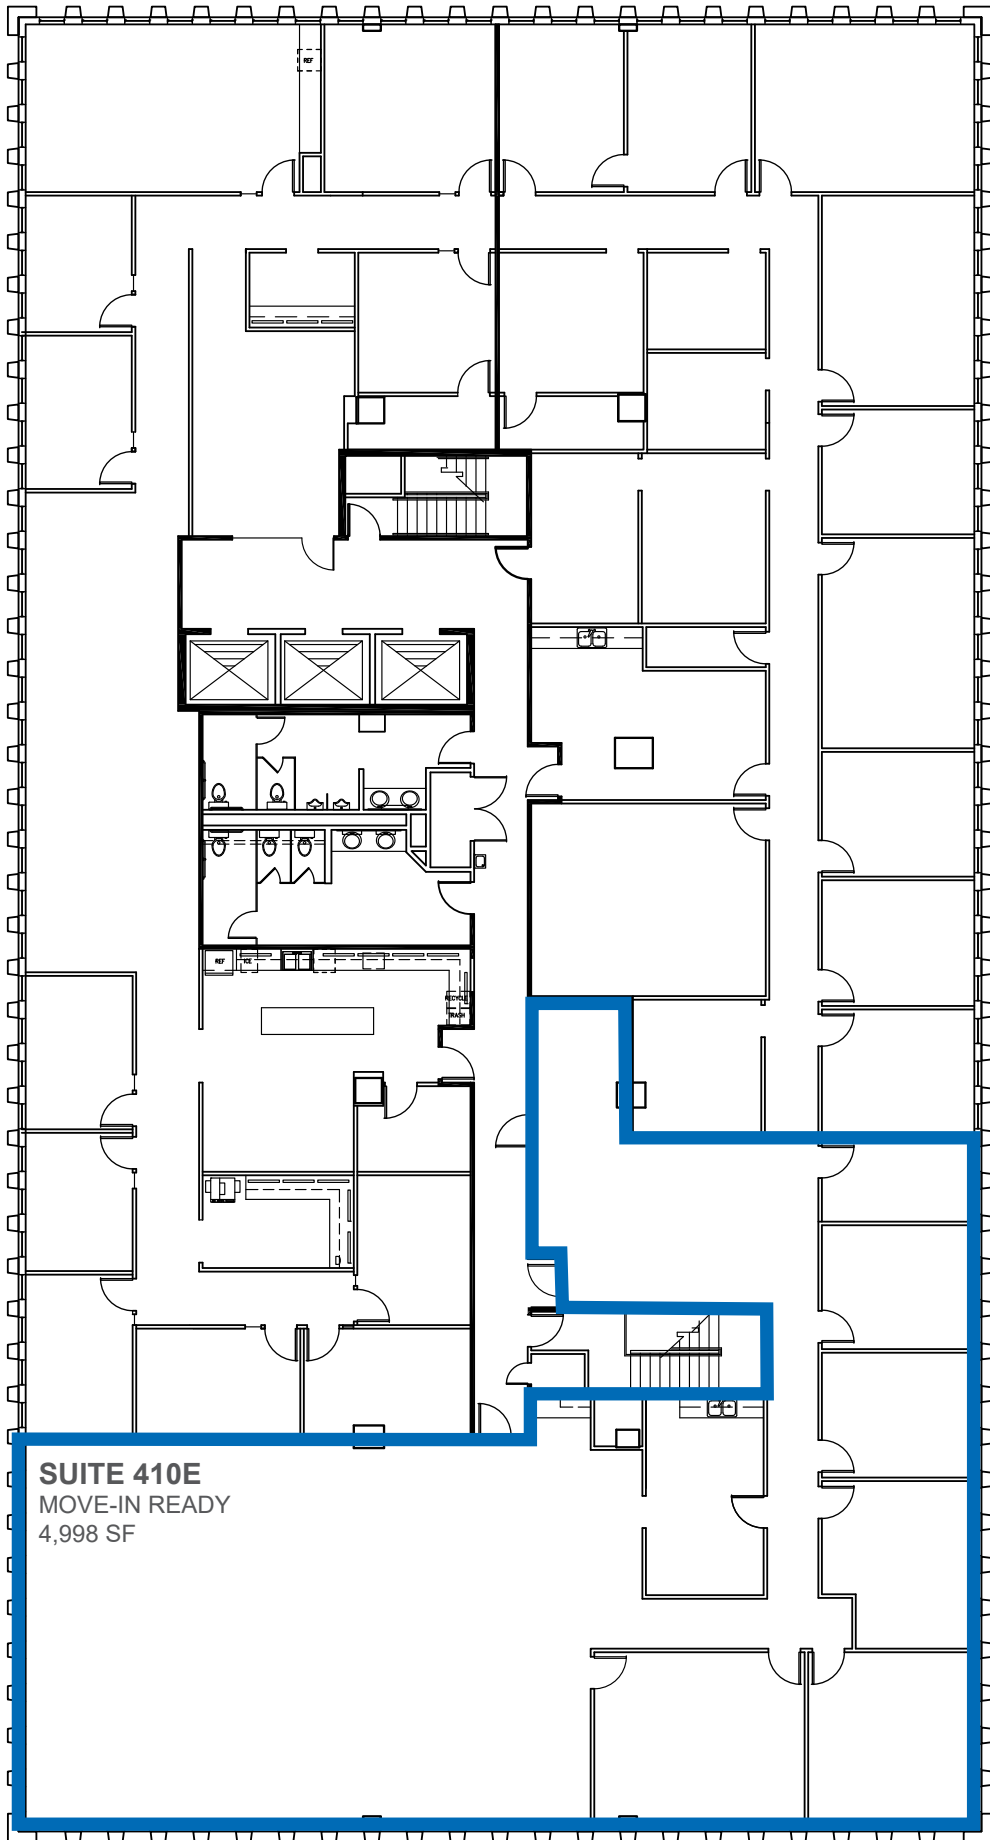 REF
REF
ICE
RECYCLE
TRASH
SUITE 410E
MOVE-IN READY
4,998 SF